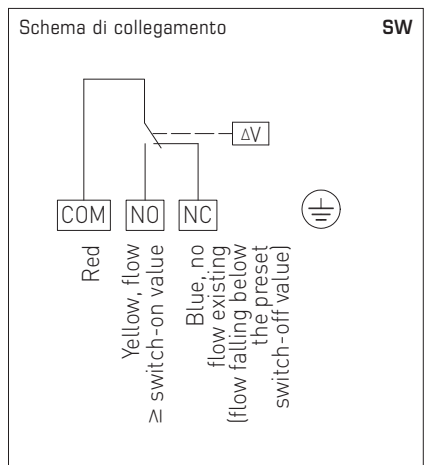 Schema di collegamento SW
ΔV
COM NO NC
Red
Yellow, flow
≥ switch-on value
Blue, no
flow existing
(flow falling below
the preset
switch-off value)